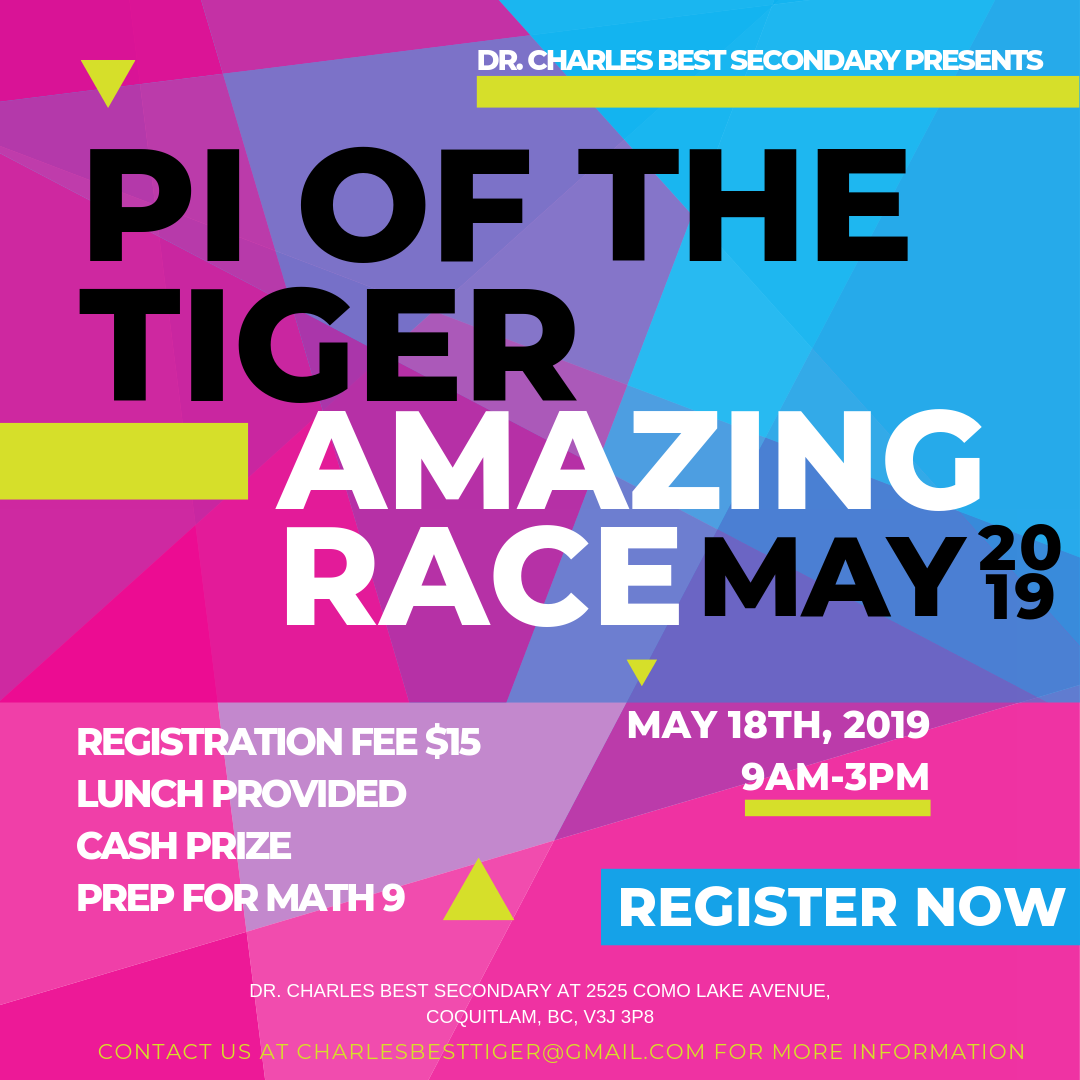 DR. CHARLES BEST SECONDARY PRESENTS
PI OF THE
TIGER
AMAZING
RACE MAY 20
19
REGISTRATION FEE $15
LUNCH PROVIDED
CASH PRIZE
PREP FOR MATH 9
MAY 18TH, 2019
9AM-3PM
REGISTER NOW
DR. CHARLES BEST SECONDARY AT 2525 COMO LAKE AVENUE,
COQUITLAM, BC, V3J 3P8
CONTACT US AT CHARLESBESTTIGER@GMAIL.COM FOR MORE INFORMATION